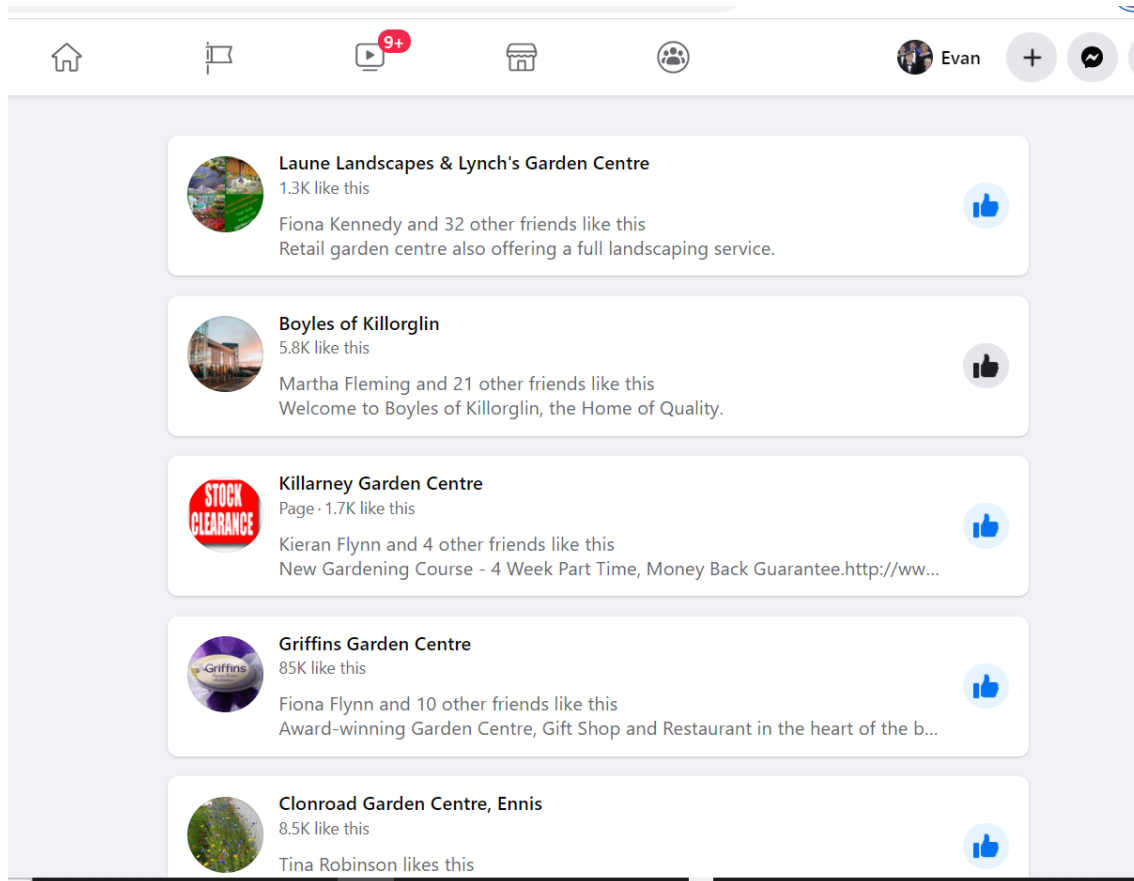 9+
Evan
Laune Landscapes & Lynch's Garden Centre
1.3K like this
Fiona Kennedy and 32 other friends like this
Retail garden centre also offering a full landscaping service.
Boyles of Killorglin
5.8K like this
Martha Fleming and 21 other friends like this
Welcome to Boyles of Killorglin, the Home of Quality.
STOCK
CLEARANCE
Killarney Garden Centre
Page · 1.7K like this
Kieran Flynn and 4 other friends like this
New Gardening Course - 4 Week Part Time, Money Back Guarantee.http://ww...
Griffins
Griffins Garden Centre
85K like this
Fiona Flynn and 10 other friends like this
Award-winning Garden Centre, Gift Shop and Restaurant in the heart of the b...
Clonroad Garden Centre, Ennis
8.5K like this
Tina Robinson likes this